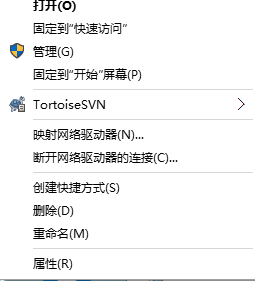 打开(O)
固定到"快速访问"
管理(G)
固定到"开始"屏幕(P)
TortoiseSVN
映射网络驱动器(N)...
断开网络驱动器的连接(C)...
创建快捷方式(S)
删除(D)
重命名(M)
属性(R)